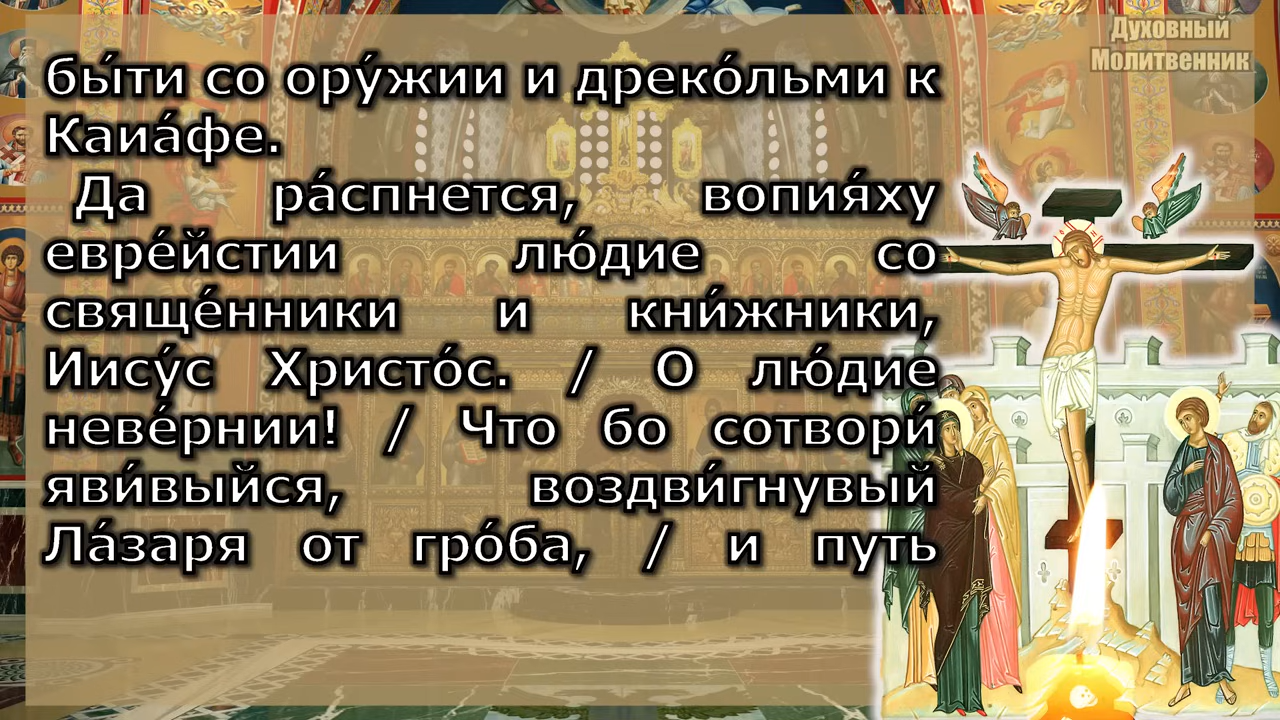 бы́ти со ору́жии и дреко́льми к
Каиа́фе.
Да ра́спнется, вопия́ху
евре́йстии лю́дие со
свяще́нники и кни́жники,
Иису́с Христо́с. / О лю́дие
неве́рнии! / Что бо сотвори́
яви́выйся, воздви́гнувый
Ла́заря от гро́ба, / и путь
Духовный
Молитвенник